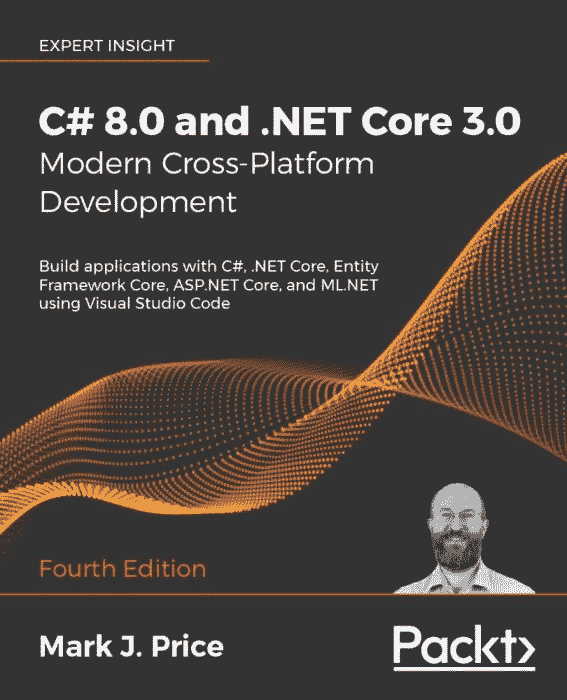 EXPERT INSIGHT
C# 8.0 and .NET Core 3.0
Modern Cross-Platform
Development
Build applications with C#, .NET Core, Entity
Framework Core, ASP.NET Core, and ML.NET
using Visual Studio Code
Fourth Edition
Mark J. Price
Packt>